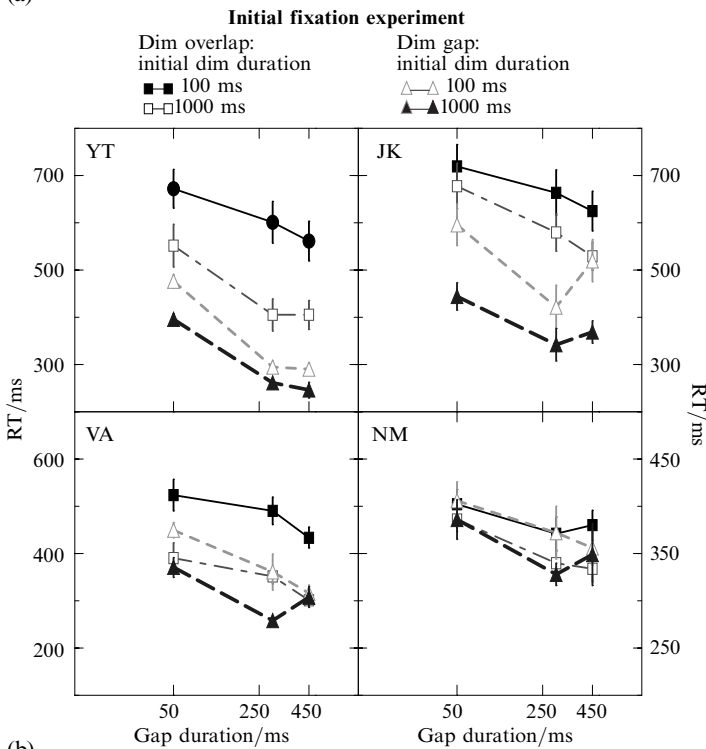 (a)
Initial fixation experiment
Dim overlap:
initial dim duration
100 ms
1000 ms
Dim gap:
initial dim duration
100 ms
1000 ms
YT
JK
700
500
300
700
500
300
RT/ms
RT/ms
VA
NM
600
400
200
450
350
250
50
250
450
50
250
450
Gap duration/ms
Gap duration/ms
(b)